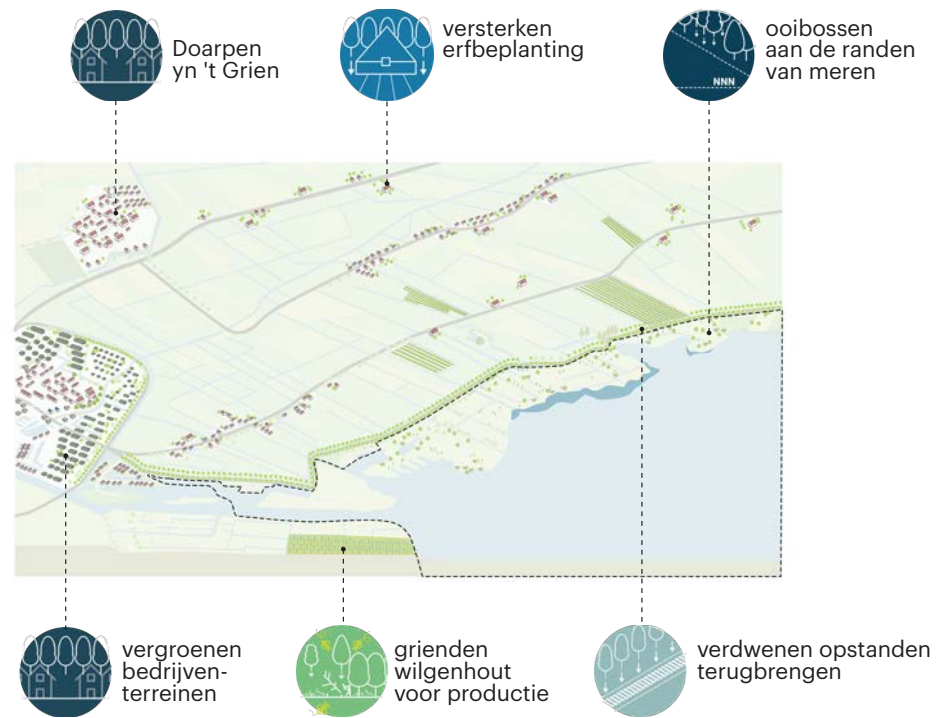 Doarpen
yn 't Grien
versterken
erfbeplanting
ooibossen
aan de randen
van meren
NNN
vergroenen
bedrijven-
terreinen
grienden
wilgenhout
voor productie
verdwenen opstanden
terugbrengen